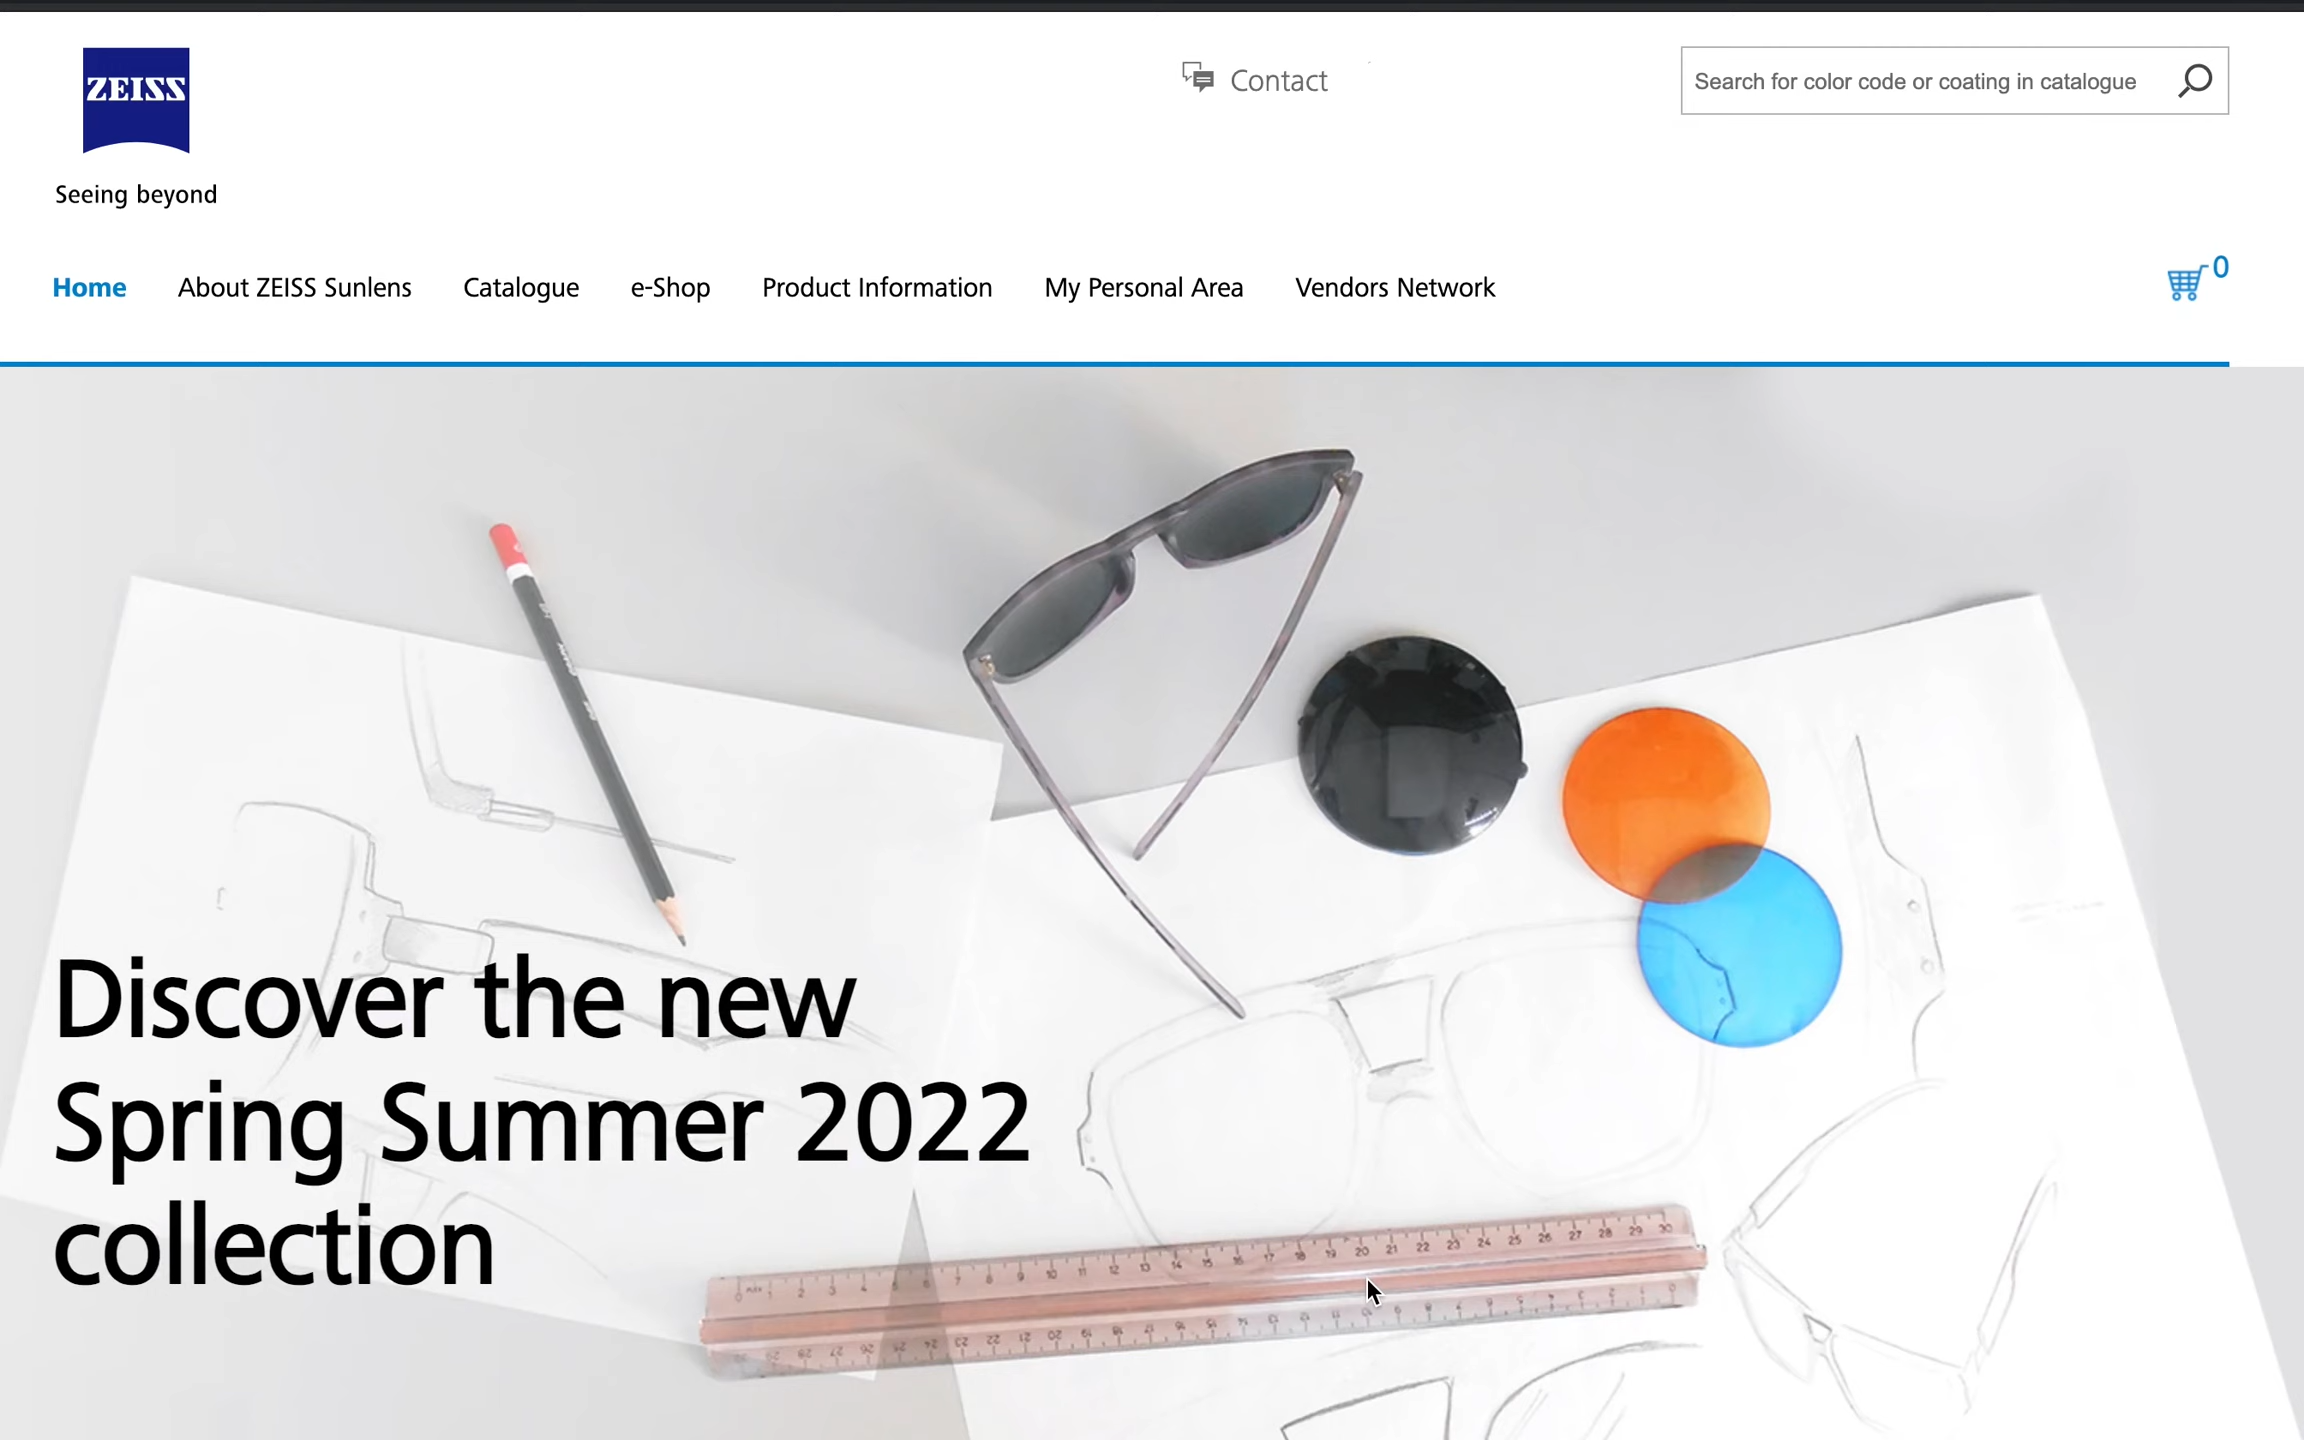 ZEISS
Seeing beyond
Contact
Search for color code or coating in catalogue
Home About ZEISS Sunlens Catalogue e-Shop Product Information My Personal Area Vendors Network
0
Discover the new
Spring Summer 2022
collection